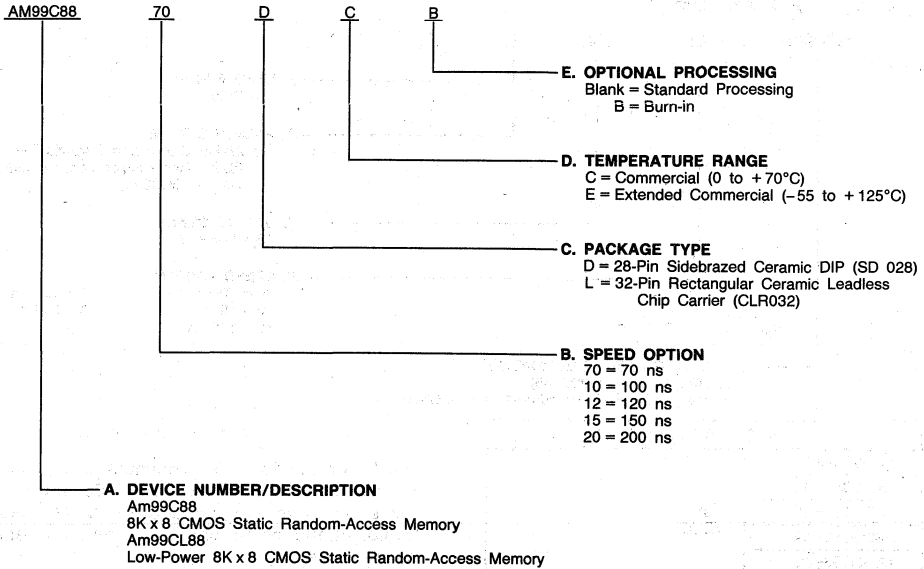 AM99C88 70 D C B
E. OPTIONAL PROCESSING
Blank = Standard Processing
B = Burn-in
D. TEMPERATURE RANGE
C = Commercial (0 to +70°C)
E = Extended Commercial (–55 to +125°C)
C. PACKAGE TYPE
D = 28-Pin Sidebrazed Ceramic DIP (SD 028)
L = 32-Pin Rectangular Ceramic Leadless
Chip Carrier (CLR032)
B. SPEED OPTION
70 = 70 ns
10 = 100 ns
12 = 120 ns
15 = 150 ns
20 = 200 ns
A. DEVICE NUMBER/DESCRIPTION
Am99C88
8K x 8 CMOS Static Random-Access Memory
Am99CL88
Low-Power 8K x 8 CMOS Static Random-Access Memory